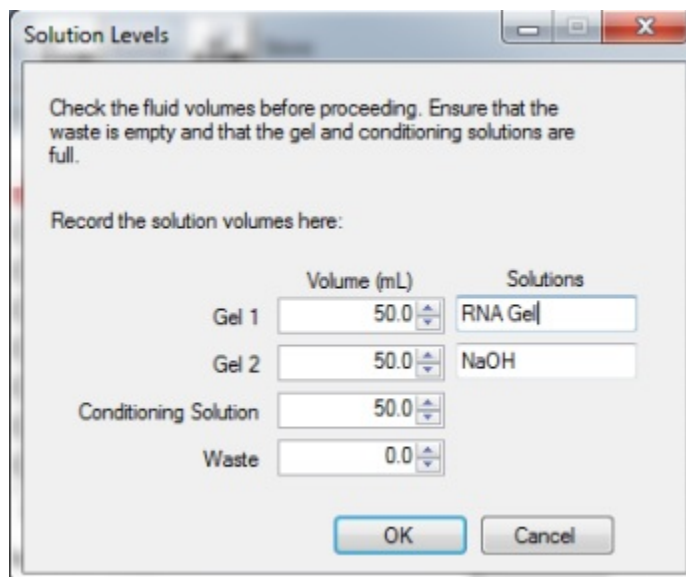 Solution Levels
Check the fluid volumes before proceeding. Ensure that the
waste is empty and that the gel and conditioning solutions are
full.
Record the solution volumes here:
Volume (mL) Solutions
Gel 1 50.0 RNA Gel
Gel 2 50.0 NaOH
Conditioning Solution 50.0
Waste 0.0
OK Cancel